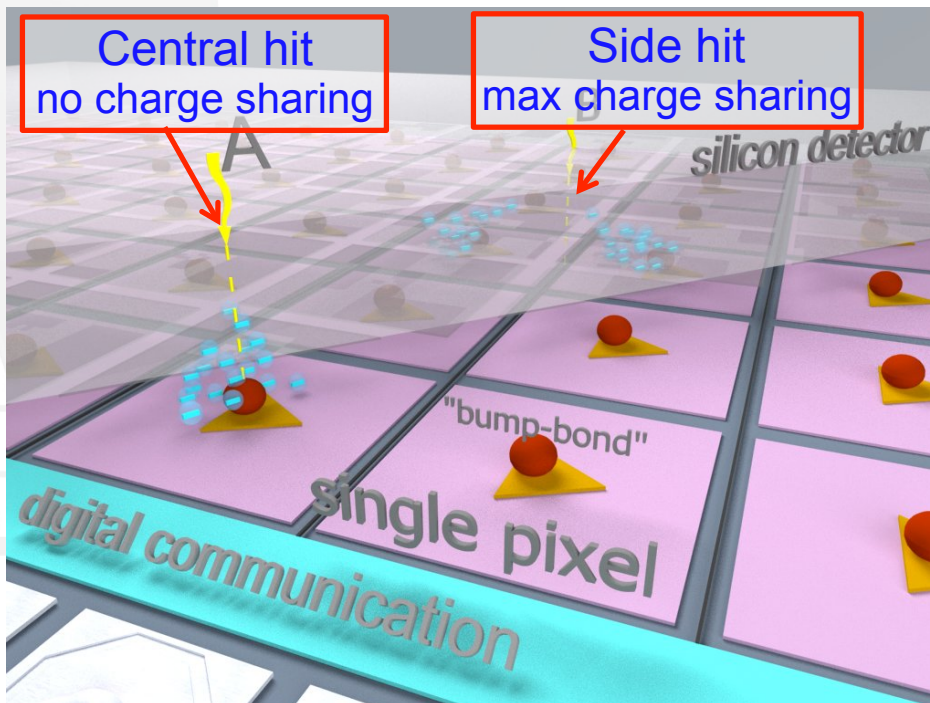 Central hit
no charge sharing
Side hit
max charge sharing
A
B
silicon detector
"bump-bond"
single pixel
digital communication